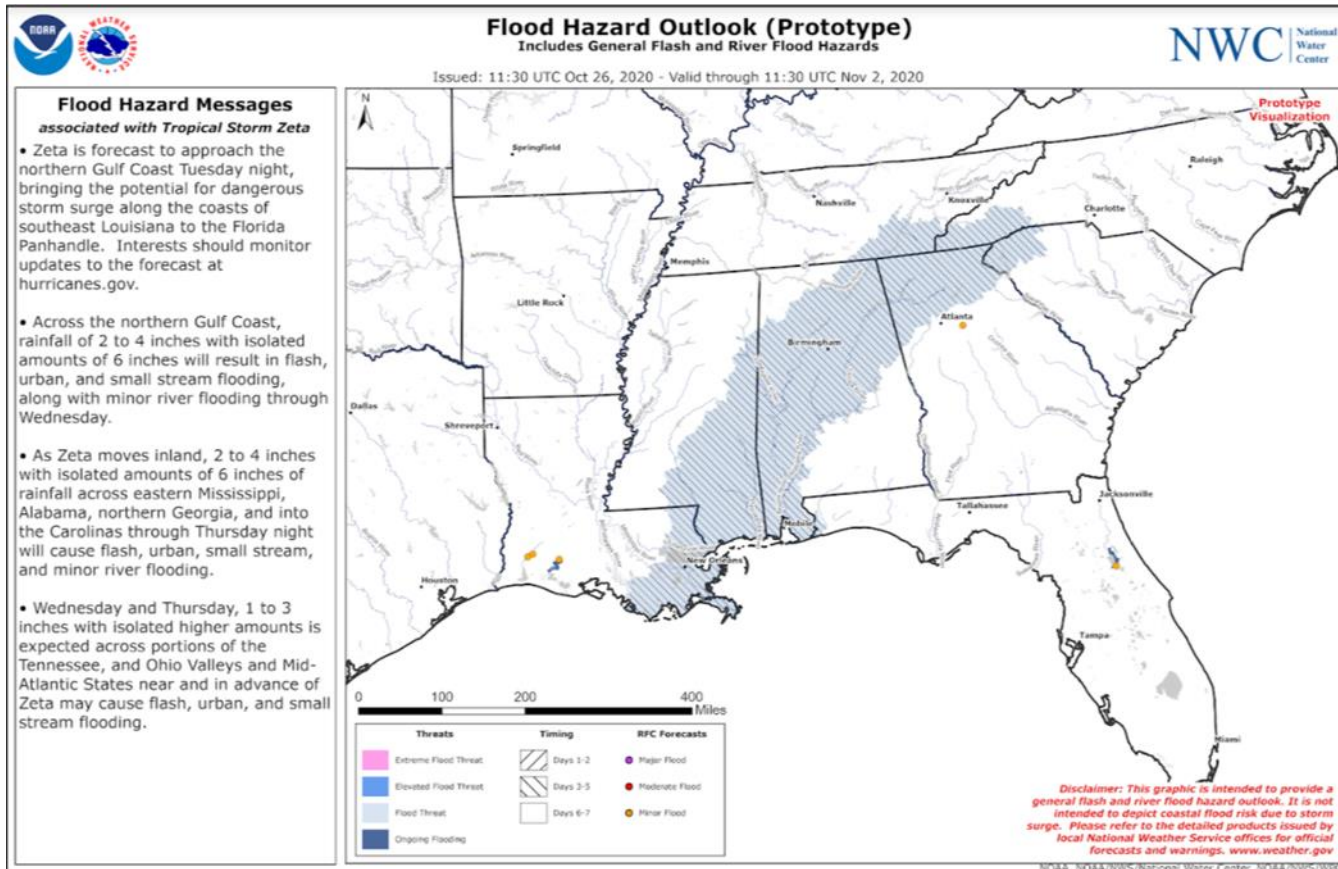 NOAA
NATIONAL WEATHER SERVICE
Flood Hazard Outlook (Prototype)
Includes General Flash and River Flood Hazards
Issued: 11:30 UTC Oct 26, 2020 - Valid through 11:30 UTC Nov 2, 2020
NWC
National
Water
Center
Flood Hazard Messages
associated with Tropical Storm Zeta
• Zeta is forecast to approach the
northern Gulf Coast Tuesday night,
bringing the potential for dangerous
storm surge along the coasts of
southeast Louisiana to the Florida
Panhandle. Interests should monitor
updates to the forecast at
hurricanes.gov.
• Across the northern Gulf Coast,
rainfall of 2 to 4 inches with isolated
amounts of 6 inches will result in flash,
urban, and small stream flooding,
along with minor river flooding through
Wednesday.
• As Zeta moves inland, 2 to 4 inches
with isolated amounts of 6 inches of
rainfall across eastern Mississippi,
Alabama, northern Georgia, and into
the Carolinas through Thursday night
will cause flash, urban, small stream,
and minor river flooding.
• Wednesday and Thursday, 1 to 3
inches with isolated higher amounts is
expected across portions of the
Tennessee, and Ohio Valleys and Mid-
Atlantic States near and in advance of
Zeta may cause flash, urban, and small
stream flooding.
N
Prototype
Visualization
Springfield
Raleigh
Nashville
Knoxville
Charlotte
Memphis
Little Rock
Atlanta
Birmingham
Dallas
Shreveport
Jacksonville
Tallahassee
Mobile
New Orleans
Houston
Tampa
Miami
0 100 200 400
Miles
Threats
Extreme Flood Threat
Elevated Flood Threat
Flood Threat
Ongoing Flooding
Timing
Days 1-2
Days 3-5
Days 6-7
RFC Forecasts
Major Flood
Moderate Flood
Minor Flood
Disclaimer: This graphic is intended to provide a
general flash and river flood hazard outlook. It is not
intended to depict coastal flood risk due to storm
surge. Please refer to the detailed products issued by
local National Weather Service offices for official
forecasts and warnings. www.weather.gov